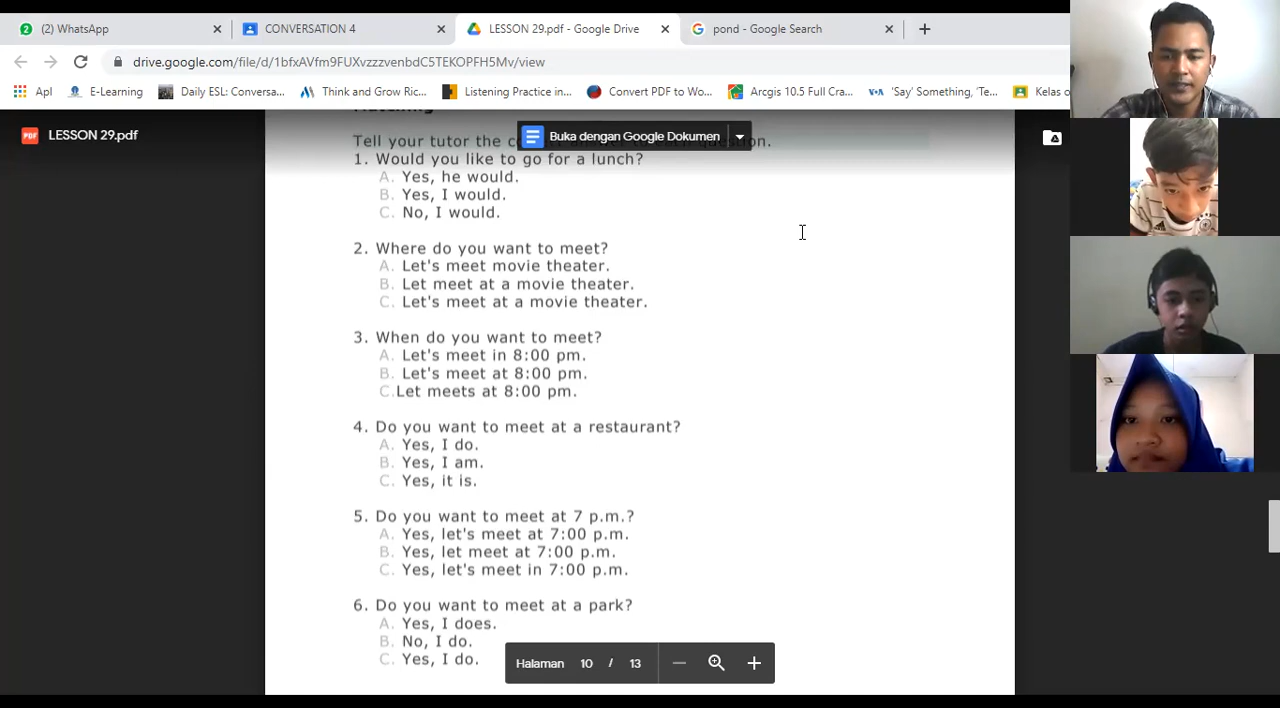 (2) WhatsApp
CONVERSATION 4
LESSON 29.pdf - Google Drive
pond - Google Search
drive.google.com/file/d/1bfxAVfm9FUXvzzzvenbdC5TEKOPFH5Mv/view
Apl
E-Learning
Daily ESL: Conversa...
Think and Grow Ric...
Listening Practice in...
Convert PDF to Wo...
Arcgis 10.5 Full Cra...
'Say' Something, 'Te...
Kelas o
LESSON 29.pdf
Buka dengan Google Dokumen
Tell your tutor the
1. Would you like to go for a lunch?
A. Yes, he would.
B. Yes, I would.
C. No, I would.
2. Where do you want to meet?
A. Let's meet movie theater.
B. Let meet at a movie theater.
C. Let's meet at a movie theater.
3. When do you want to meet?
A. Let's meet in 8:00 pm.
B. Let's meet at 8:00 pm.
C.Let meets at 8:00 pm.
4. Do you want to meet at a restaurant?
A. Yes, I do.
B. Yes, I am.
C. Yes, it is.
5. Do you want to meet at 7 p.m.?
A. Yes, let's meet at 7:00 p.m.
B. Yes, let meet at 7:00 p.m.
C. Yes, let's meet in 7:00 p.m.
6. Do you want to meet at a park?
A. Yes, I does.
B. No, I do.
C. Yes, I do.
Halaman 10 / 13